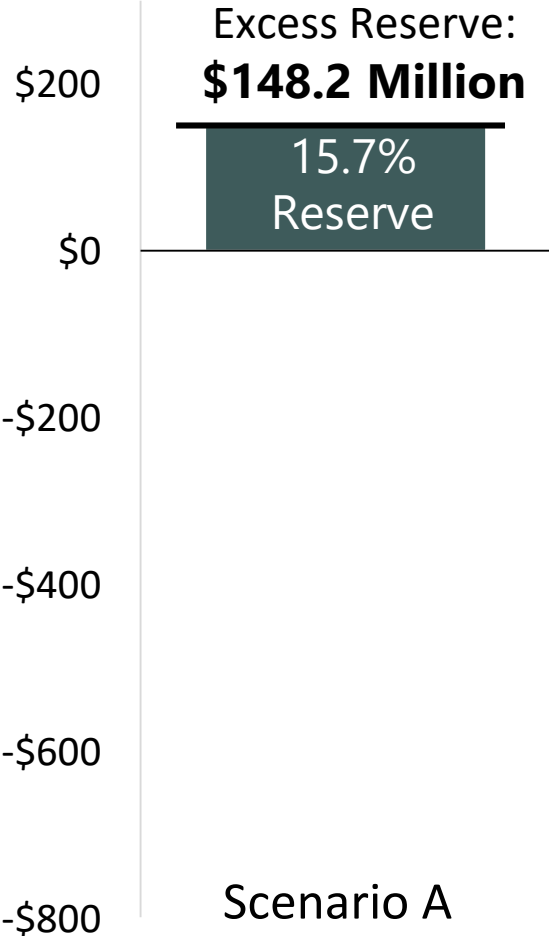 Excess Reserve:
$200
$148.2 Million
15.7%
Reserve
$0
-$200
-$400
-$600
-$800
Scenario A